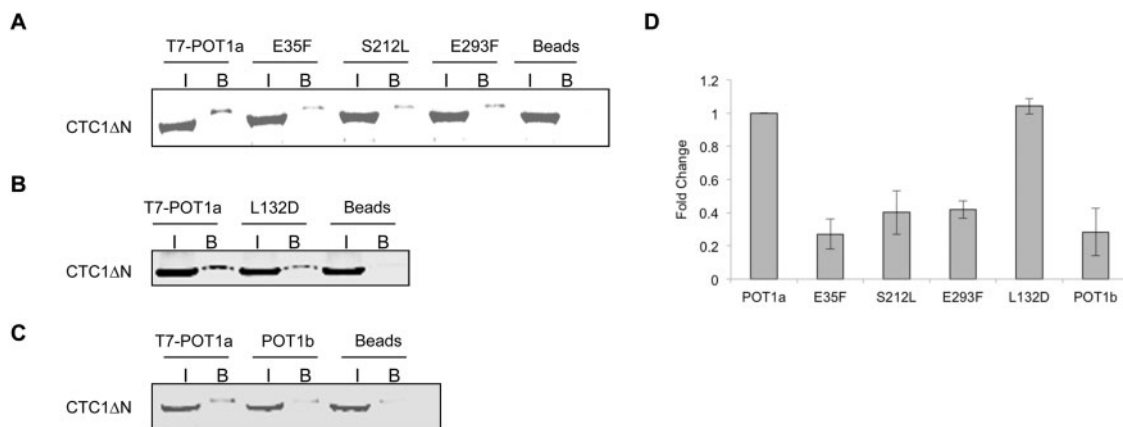 A
T7-POT1a E35F S212L E293F Beads
I B I B I B I B I B
CTC1ΔN
B
T7-POT1a L132D Beads
I B I B I B
CTC1ΔN
C
T7-POT1a POT1b Beads
I B I B I B
CTC1ΔN
D
Fold Change
1.2
1
0.8
0.6
0.4
0.2
0
POT1a E35F S212L E293F L132D POT1b